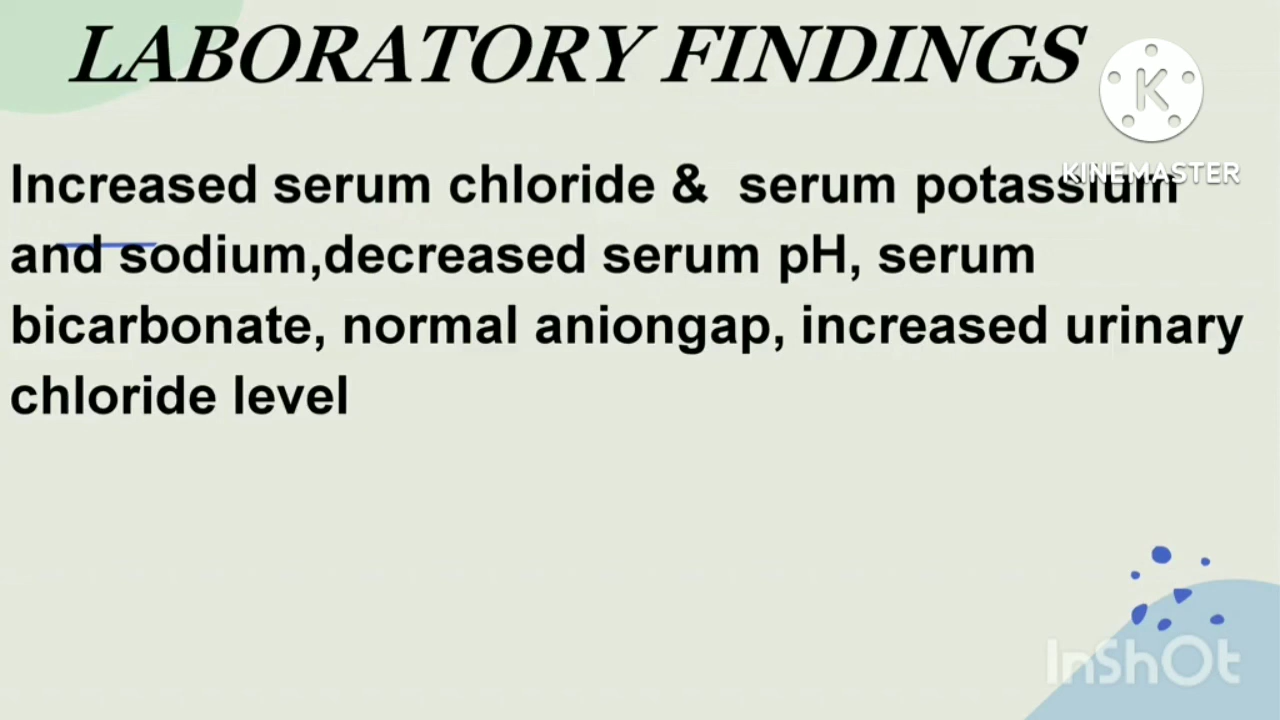 LABORATORY FINDINGS
K
KINEMASTER
Increased serum chloride &  serum potassium
and sodium,decreased serum pH, serum
bicarbonate, normal aniongap, increased urinary
chloride level
InShOt